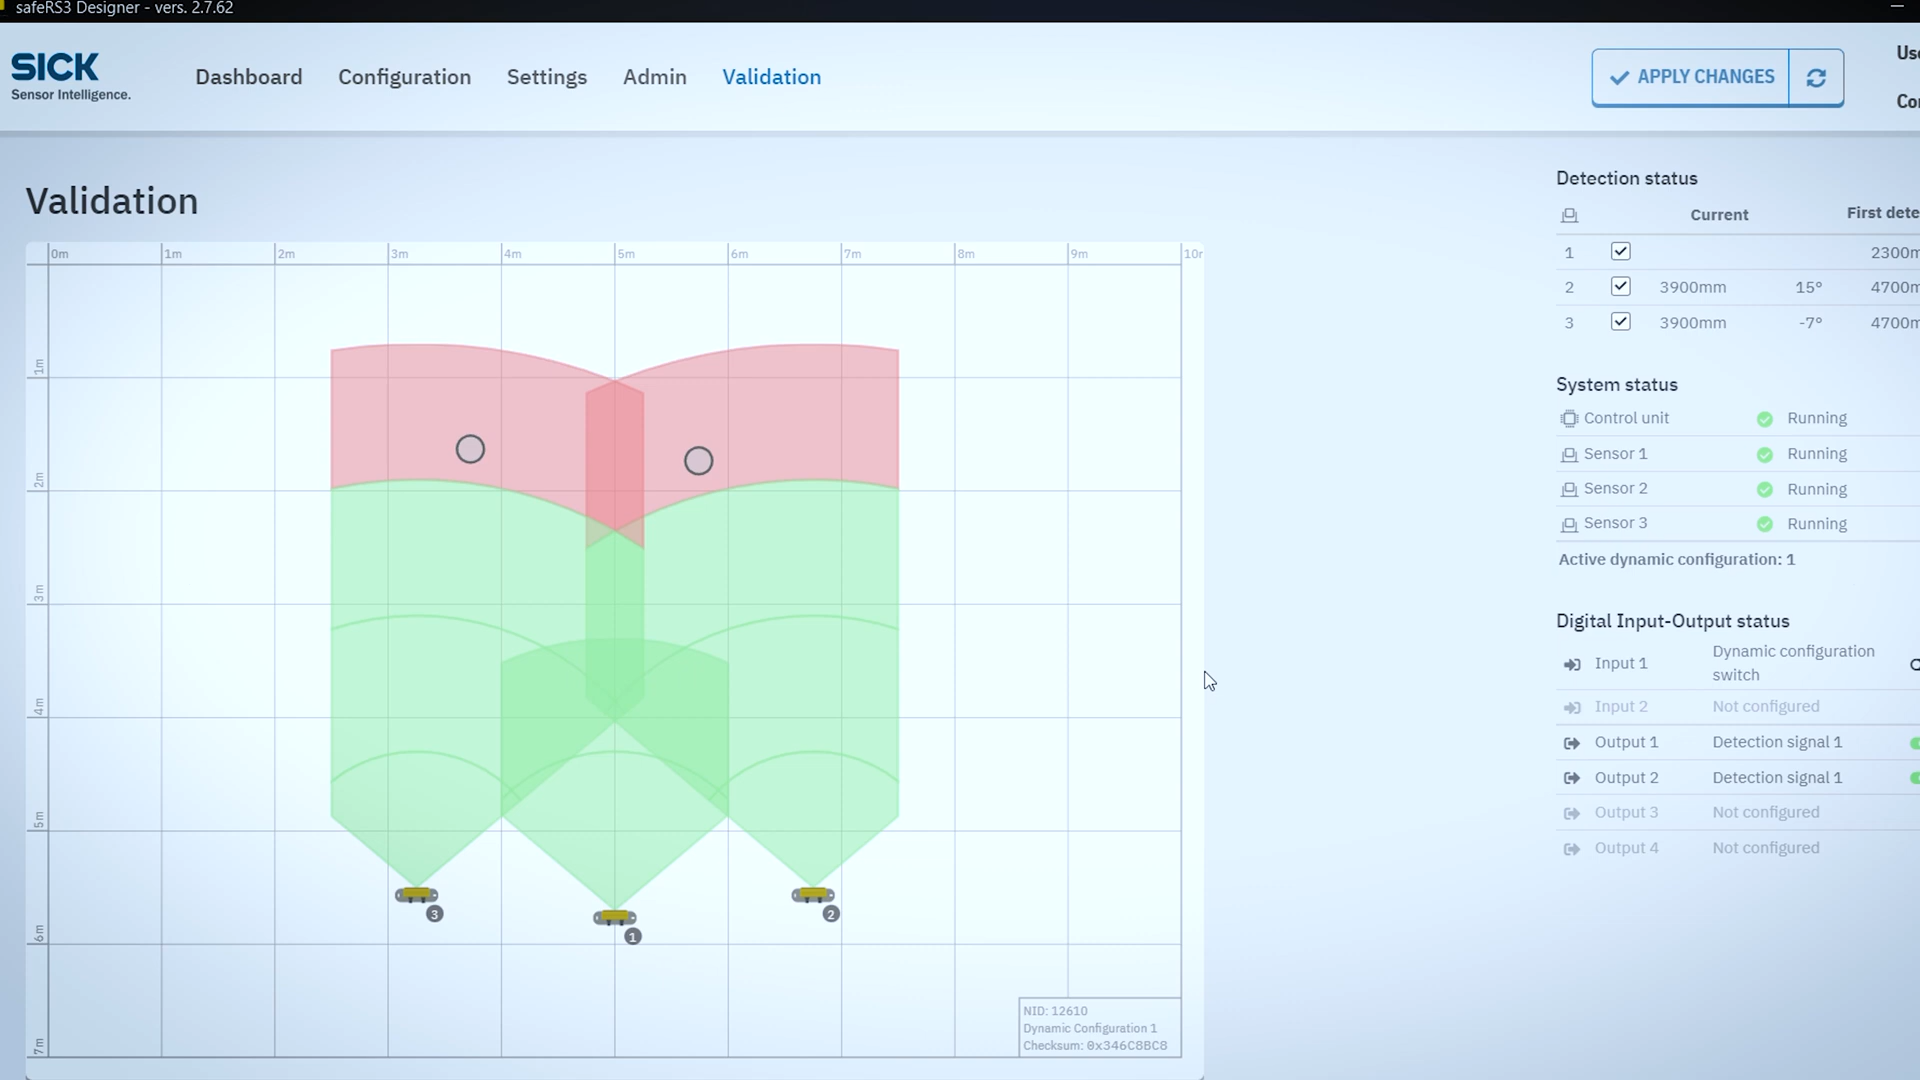 safeRS3 Designer - vers. 2.7.62
SICK
Sensor Intelligence.
Dashboard Configuration Settings Admin Validation
APPLY CHANGES
Validation
0m 1m 2m 3m 4m 5m 6m 7m 8m 9m
1m
2m
3m
4m
5m
6m
7m
3
1
2
NID: 12610
Dynamic Configuration 1
Checksum: 0x346C8BC8
Detection status
Current
1 2300
2 3900mm 15° 4700
3 3900mm -7° 4700
System status
Control unit Running
Sensor 1 Running
Sensor 2 Running
Sensor 3 Running
Active dynamic configuration: 1
Digital Input-Output status
Input 1 Dynamic configuration
switch
Input 2 Not configured
Output 1 Detection signal 1
Output 2 Detection signal 1
Output 3 Not configured
Output 4 Not configured